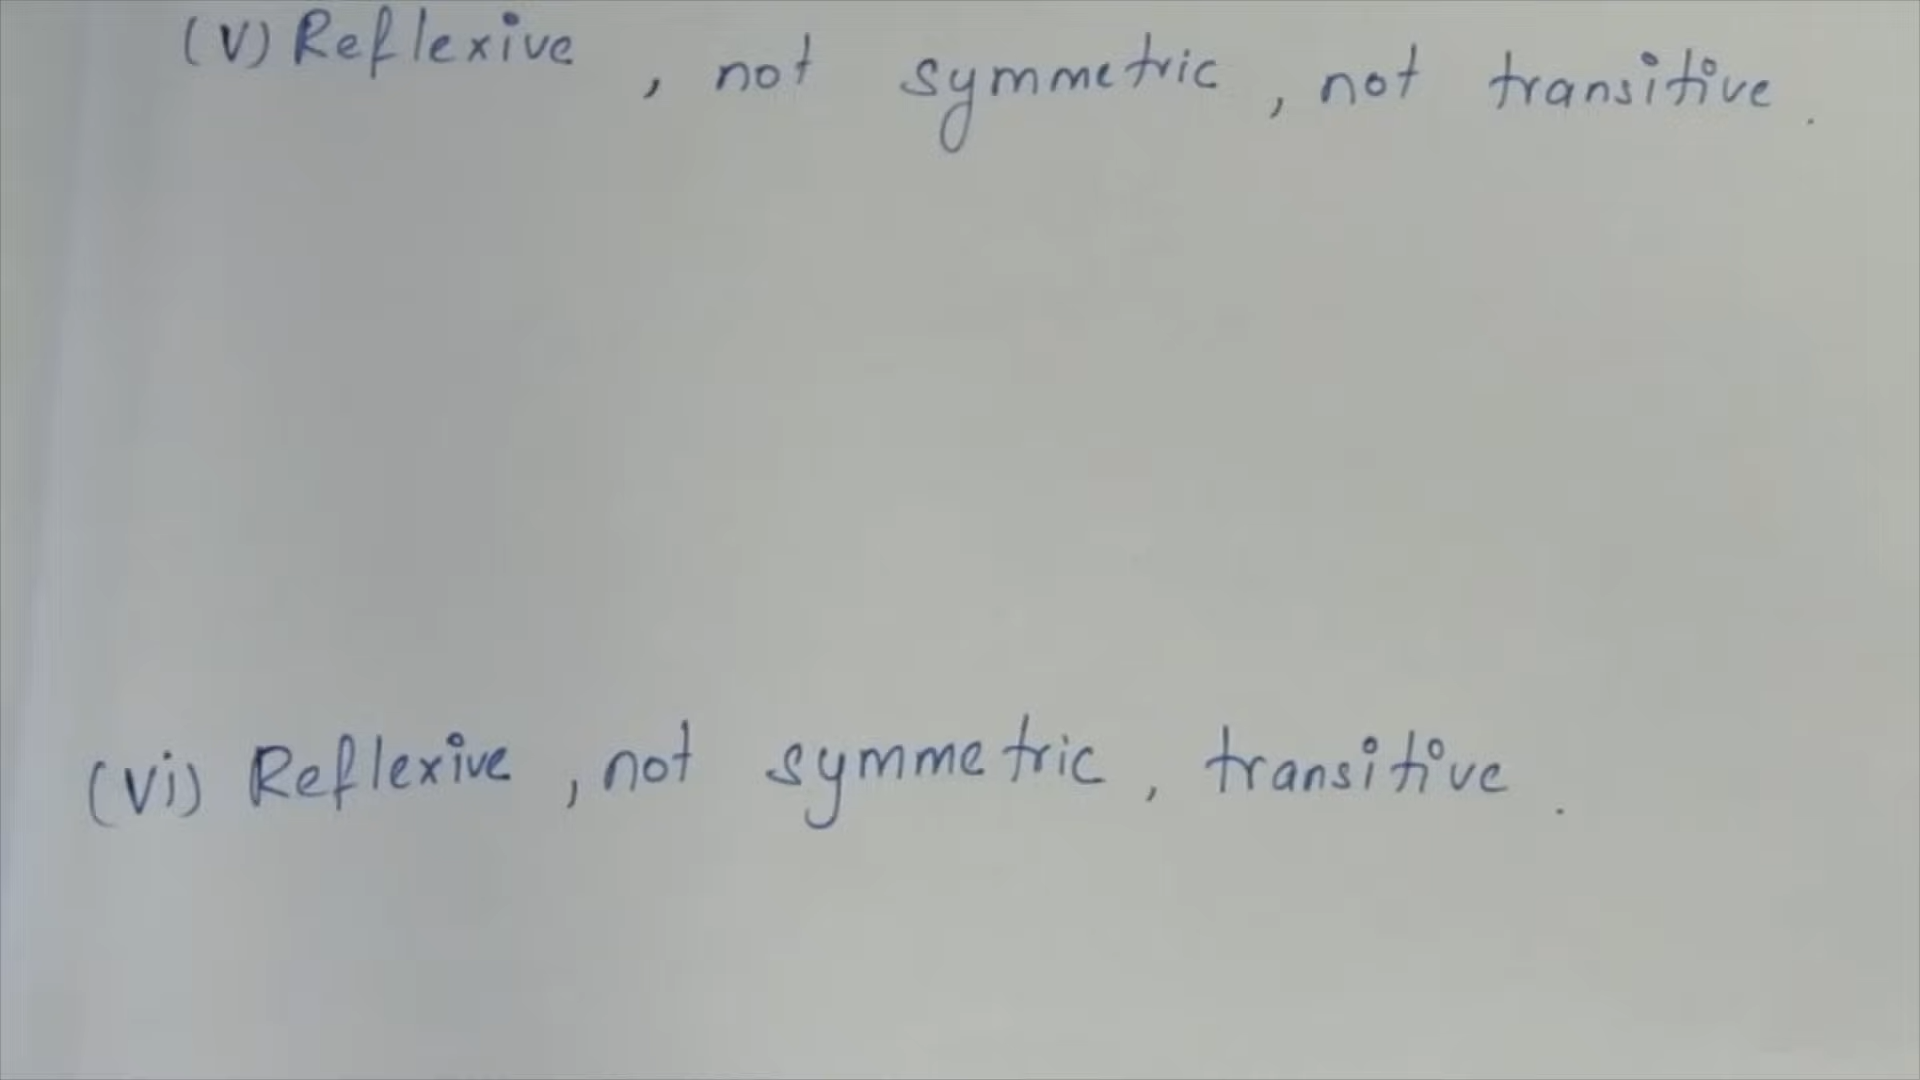 (V) Reflexive , not symmetric , not transitive .
(Vi) Reflexive , not symmetric , transitive .